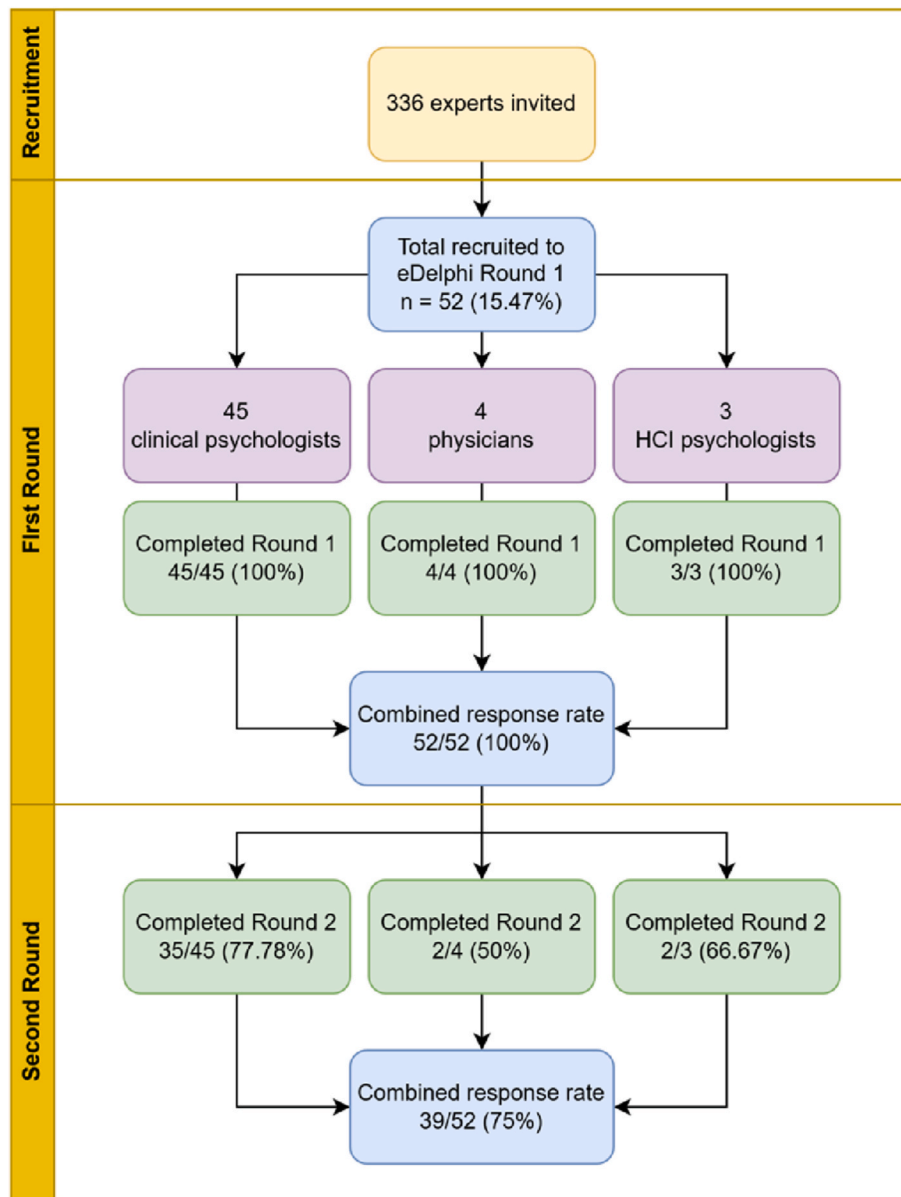 Recruitment
336 experts invited
First Round
Total recruited to
eDelphi Round 1
n = 52 (15.47%)
45
clinical psychologists
4
physicians
3
HCI psychologists
Completed Round 1
45/45 (100%)
Completed Round 1
4/4 (100%)
Completed Round 1
3/3 (100%)
Combined response rate
52/52 (100%)
Second Round
Completed Round 2
35/45 (77.78%)
Completed Round 2
2/4 (50%)
Completed Round 2
2/3 (66.67%)
Combined response rate
39/52 (75%)